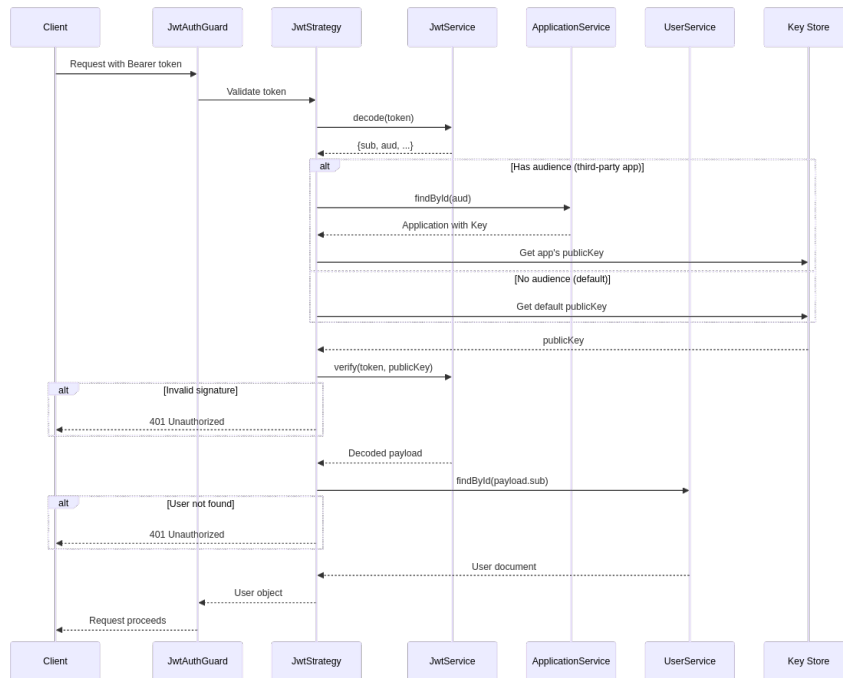 Client JwtAuthGuard JwtStrategy JwtService ApplicationService UserService Key Store
Request with Bearer token
Validate token
decode(token)
{sub, aud, ...}
alt [Has audience (third-party app)]
findById(aud)
Application with Key
Get app's publicKey
[No audience (default)]
Get default publicKey
publicKey
verify(token, publicKey)
alt [Invalid signature]
401 Unauthorized
Decoded payload
findById(payload.sub)
alt [User not found]
401 Unauthorized
User document
User object
Request proceeds
Client JwtAuthGuard JwtStrategy JwtService ApplicationService UserService Key Store